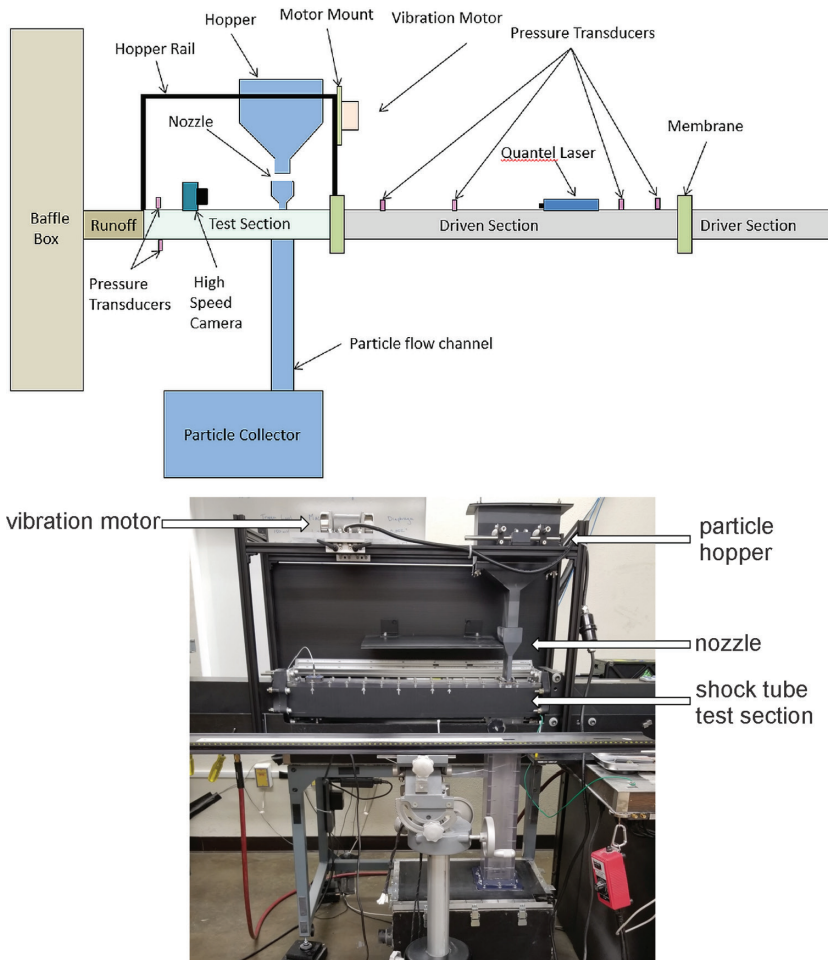 Hopper
Motor Mount
Vibration Motor
Pressure Transducers
Hopper Rail
Nozzle
Quantel Laser
Membrane
Baffle
Box
Runoff
Test Section
Driven Section
Driver Section
Pressure
Transducers
High
Speed
Camera
Particle flow channel
Particle Collector
vibration motor
particle
hopper
nozzle
shock tube
test section